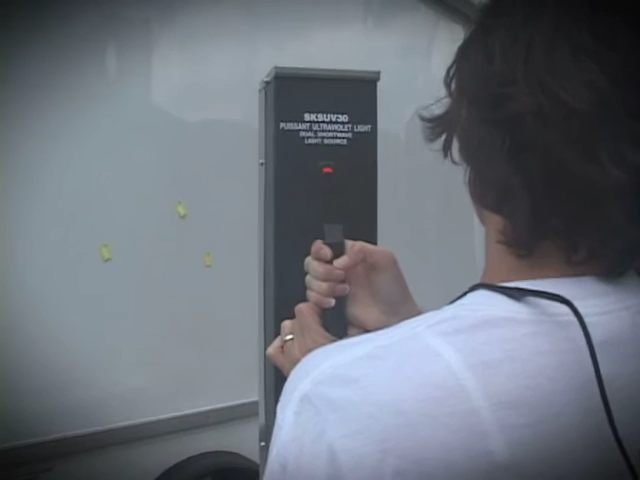 SKSUV30
PUISSANT ULTRAVIOLET LIGHT
DUAL SHORTWAVE
LIGHT SOURCE